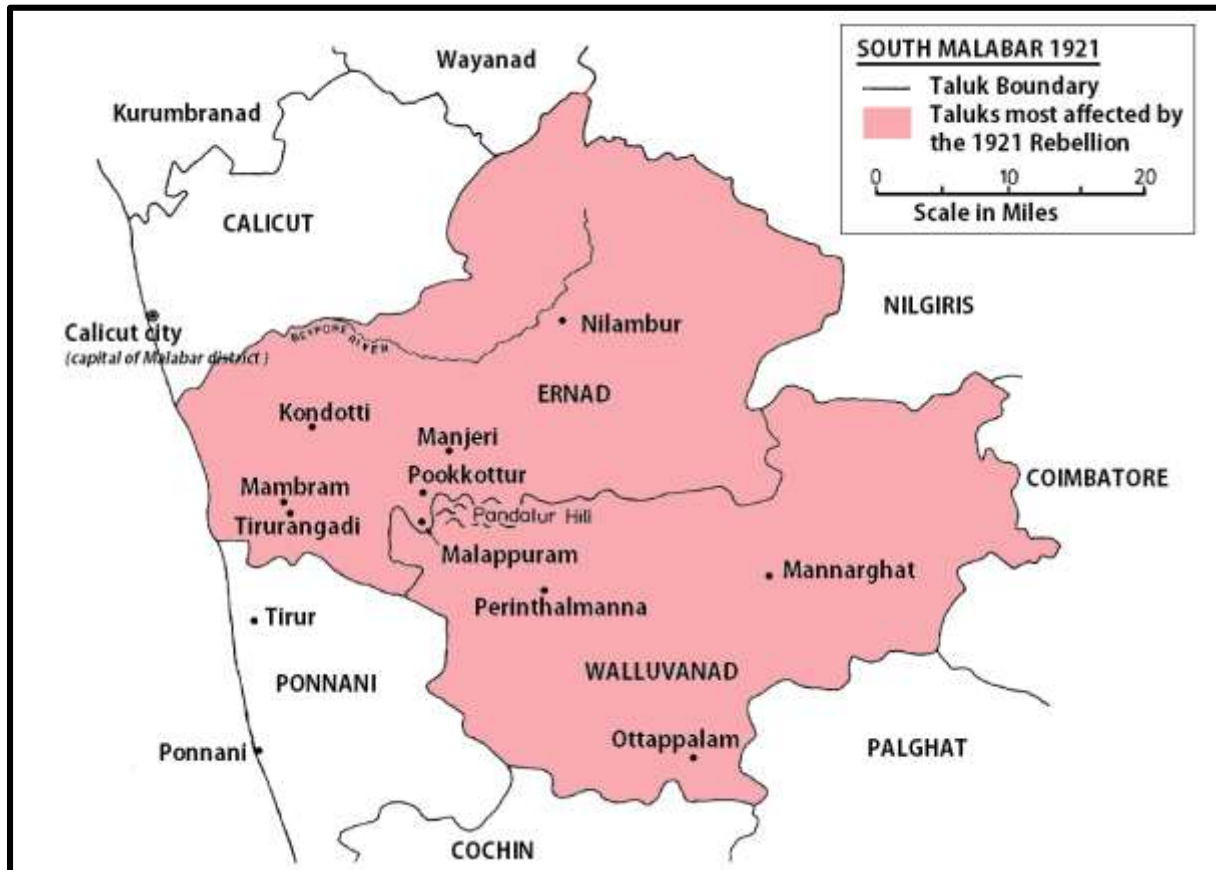 SOUTH MALABAR 1921
Taluk Boundary
Taluks most affected by
the 1921 Rebellion
0 10 20
Scale in Miles
Wayanad
Kurumbranad
CALICUT
Calicut city
(capital of Malabar district )
NILGIRIS
Nilambur
BEYPORE RIVER
ERNAD
Kondotti
Manjeri
Pookkottur
COIMBATORE
Mambram
Tirurangadi
Pandalur Hill
Malappuram
Mannarghat
Perinthalmanna
Tirur
WALLUVANAD
PONNANI
Ottappalam
Ponnani
PALGHAT
COCHIN